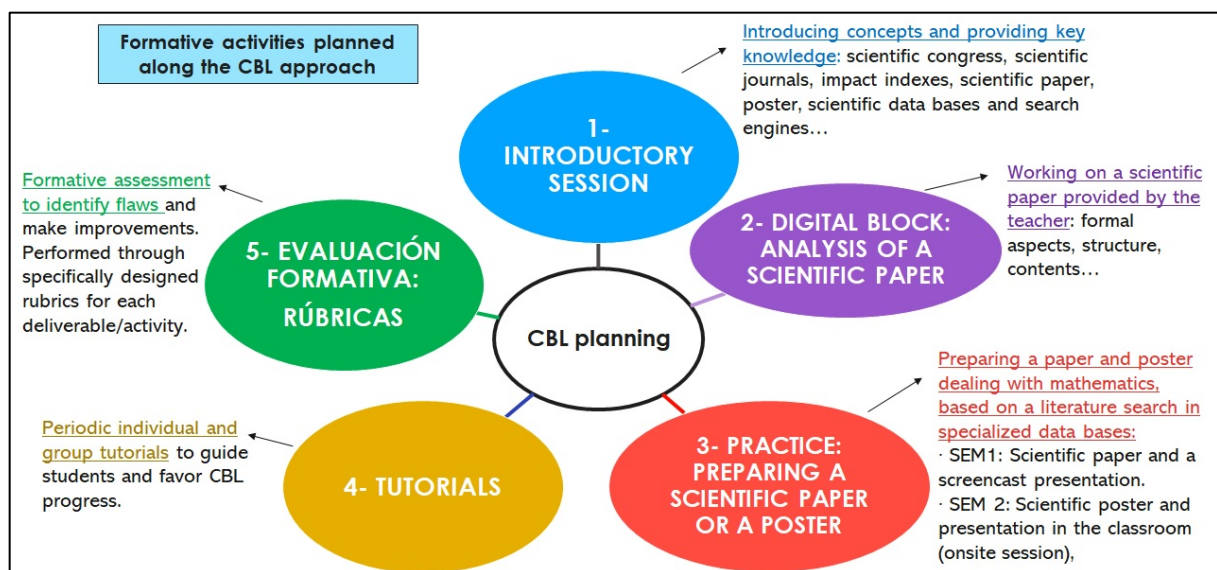 Formative activities planned
along the CBL approach
Introducing concepts and providing key
knowledge: scientific congress, scientific
journals, impact indexes, scientific paper,
poster, scientific data bases and search
engines…
1-
INTRODUCTORY
SESSION
Working on a scientific
paper provided by the
teacher: formal
aspects, structure,
contents…
2- DIGITAL BLOCK:
ANALYSIS OF A
SCIENTIFIC PAPER
Preparing a paper and poster
dealing with mathematics,
based on a literature search in
specialized data bases:
· SEM1: Scientific paper and a
screencast presentation.
· SEM 2: Scientific poster and
presentation in the classroom
(onsite session),
3- PRACTICE:
PREPARING A
SCIENTIFIC PAPER
OR A POSTER
Periodic individual and
group tutorials to guide
students and favor CBL
progress.
4- TUTORIALS
Formative assessment
to identify flaws and
make improvements.
Performed through
specifically designed
rubrics for each
deliverable/activity.
5- EVALUACIÓN
FORMATIVA:
RÚBRICAS
CBL planning